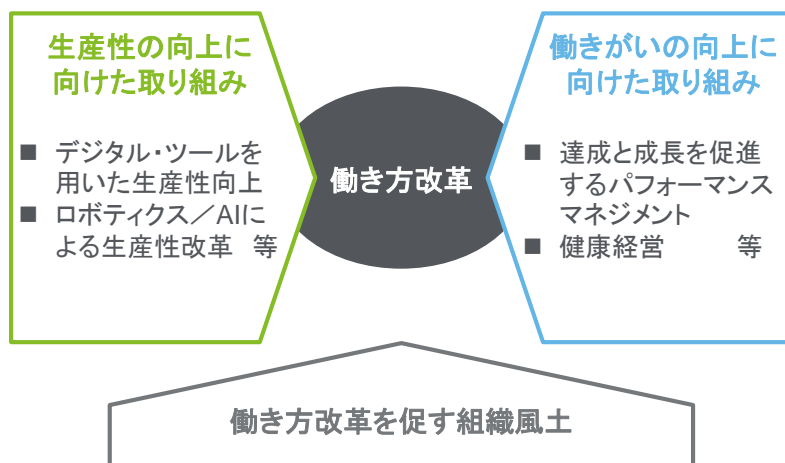 生産性の向上に
向けた取り組み
■ デジタル・ツールを
用いた生産性向上
■ ロボティクス／AIに
よる生産性改革 等
働き方改革
働きがいの向上に
向けた取り組み
■ 達成と成長を促進
するパフォーマンス
マネジメント
■ 健康経営 等
働き方改革を促す組織風土